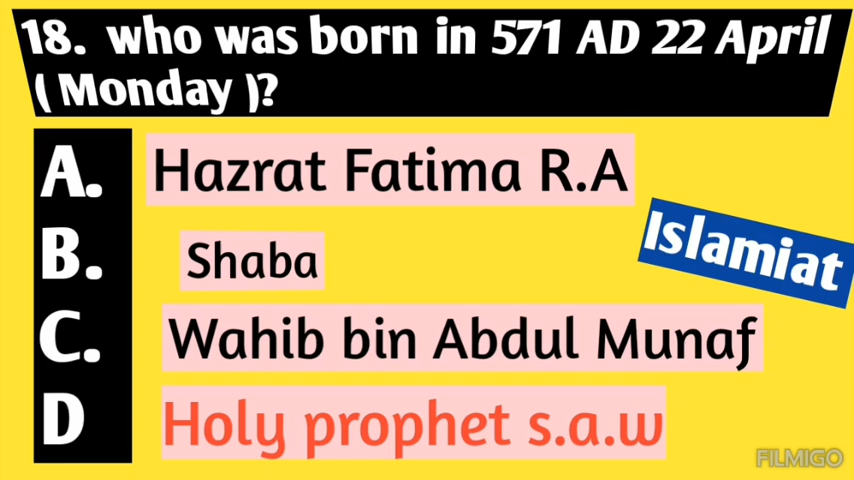 18. who was born in 571 AD 22 April
( Monday )?
A. Hazrat Fatima R.A
Islamiat
B. Shaba
C. Wahib bin Abdul Munaf
D Holy prophet s.a.w
FILMIGO